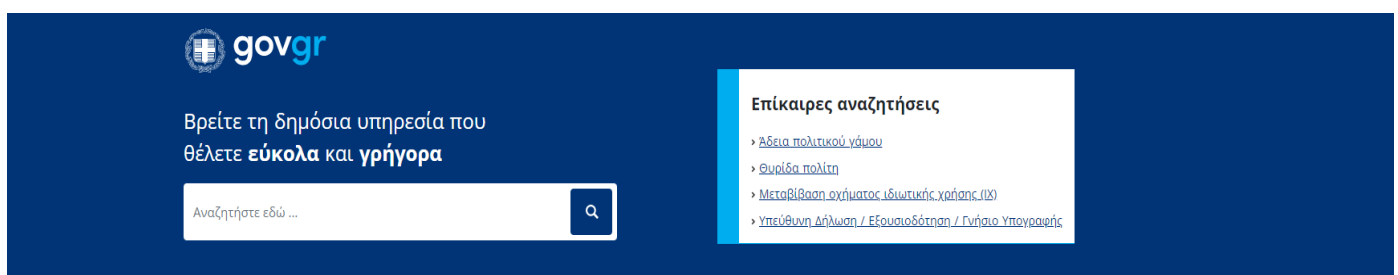 govgr
Βρείτε τη δημόσια υπηρεσία που
θέλετε εύκολα και γρήγορα
Αναζητήστε εδώ ...
Επίκαιρες αναζητήσεις
› Άδεια πολιτικού γάμου
› Θυρίδα πολίτη
› Μεταβίβαση οχήματος ιδιωτικής χρήσης (ΙΧ)
› Υπεύθυνη Δήλωση / Εξουσιοδότηση / Γνήσιο Υπογραφής